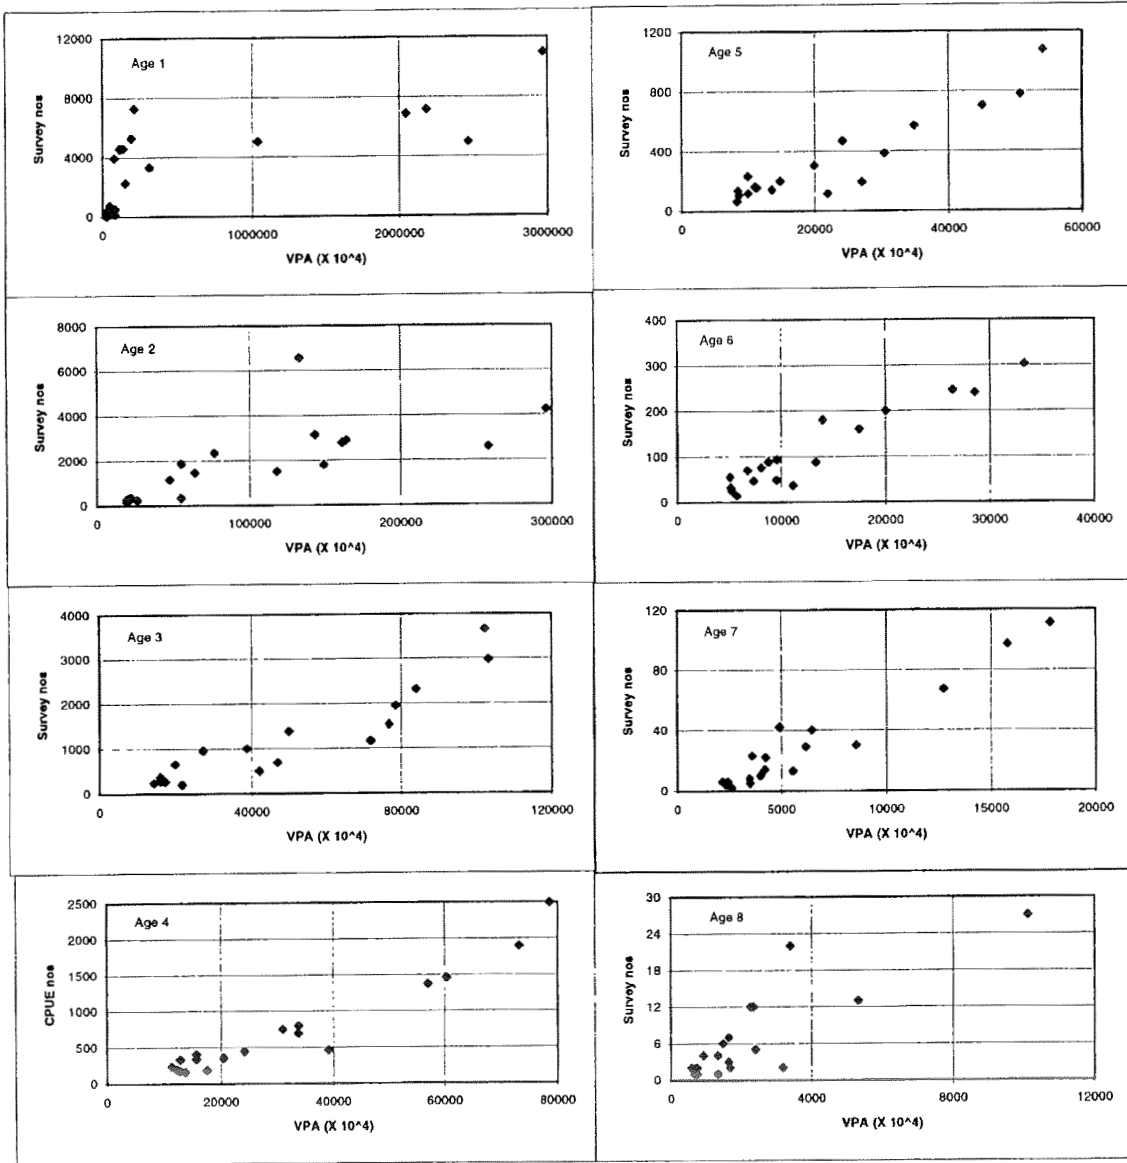 12000
Age 1
8000
4000
0
Survey nos
0 1000000 2000000 3000000
VPA (X 10^4)
8000
Age 2
6000
4000
2000
0
Survey nos
0 100000 200000 300000
VPA (X 10^4)
4000
Age 3
3000
2000
1000
0
Survey nos
0 40000 80000 120000
VPA (X 10^4)
2500
Age 4
2000
1500
1000
500
0
CPUE nos
0 20000 40000 60000 80000
VPA (X 10^4)
1200
Age 5
800
400
0
Survey nos
0 20000 40000 60000
VPA (X 10^4)
400
Age 6
300
200
100
0
Survey nos
0 10000 20000 30000 40000
VPA (X 10^4)
120
Age 7
80
40
0
Survey nos
0 5000 10000 15000 20000
VPA (X 10^4)
30
Age 8
24
18
12
6
0
Survey nos
0 4000 8000 12000
VPA (X 10^4)